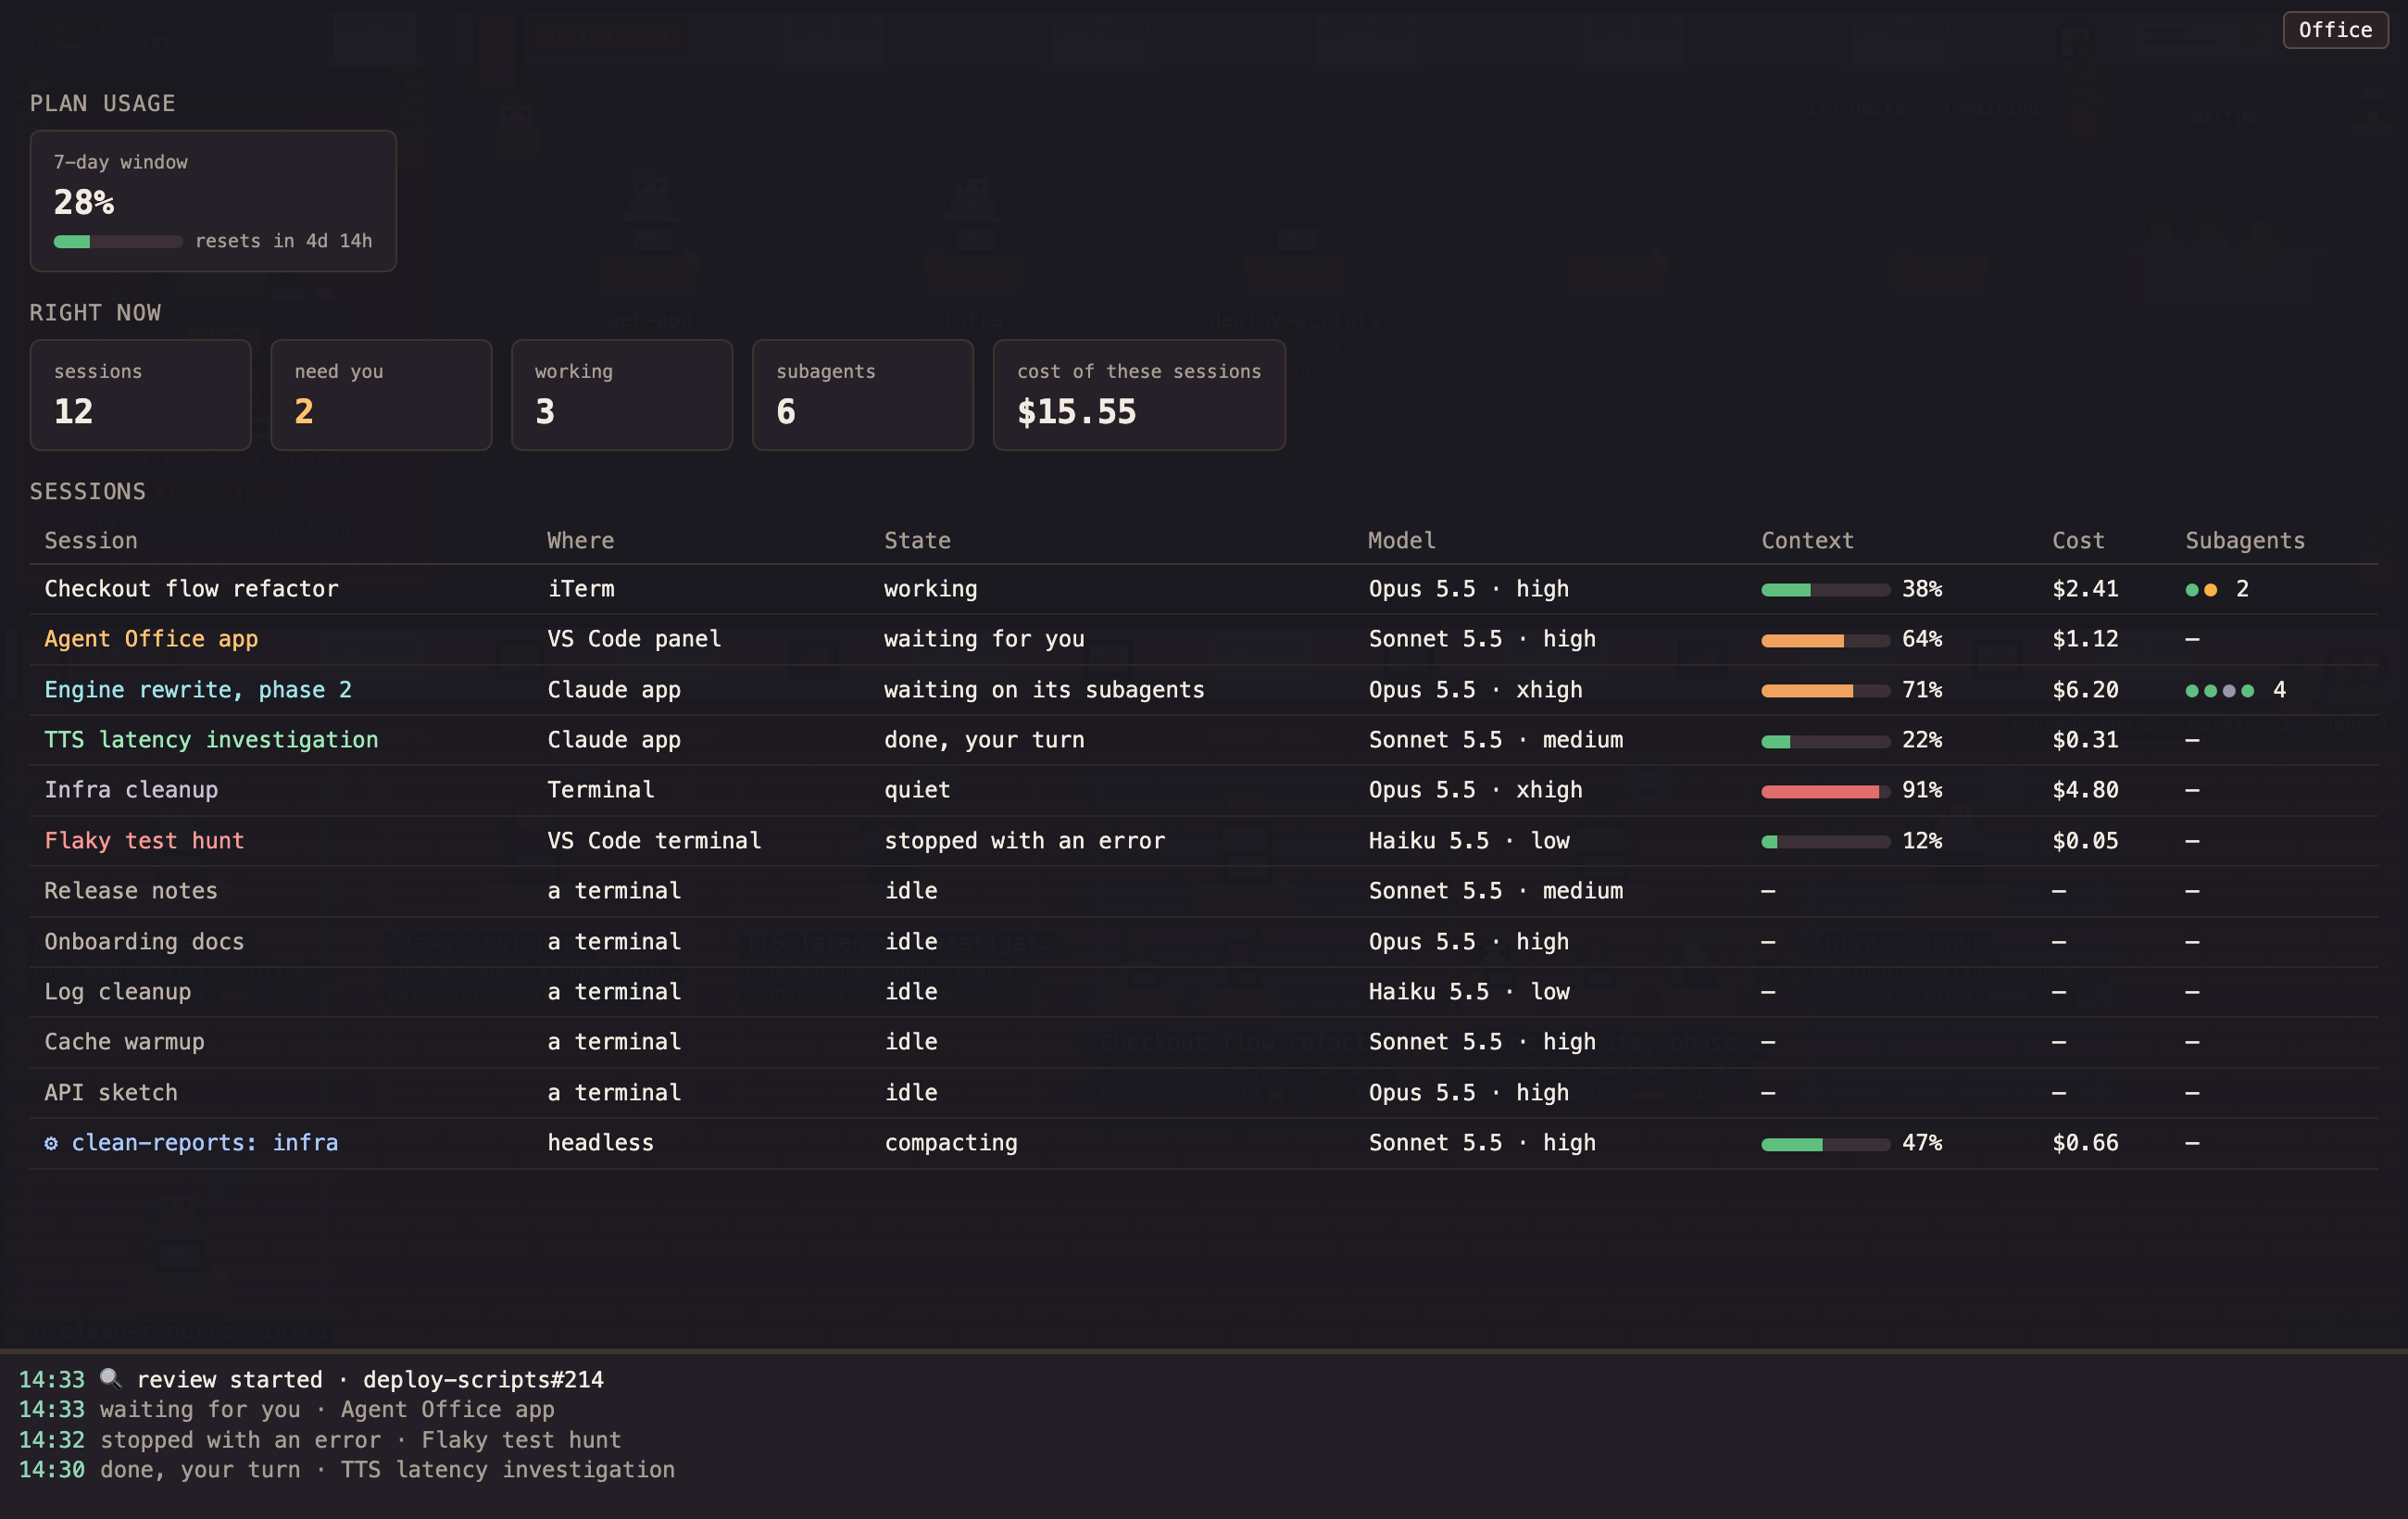 Office
PLAN USAGE
7-day window
28%
resets in 4d 14h
RIGHT NOW
sessions
12
need you
2
working
3
subagents
6
cost of these sessions
$15.55
SESSIONS
Session Where State Model Context Cost Subagents
Checkout flow refactor iTerm working Opus 5.5 · high 38% $2.41 2
Agent Office app VS Code panel waiting for you Sonnet 5.5 · high 64% $1.12 —
Engine rewrite, phase 2 Claude app waiting on its subagents Opus 5.5 · xhigh 71% $6.20 4
TTS latency investigation Claude app done, your turn Sonnet 5.5 · medium 22% $0.31 —
Infra cleanup Terminal quiet Opus 5.5 · xhigh 91% $4.80 —
Flaky test hunt VS Code terminal stopped with an error Haiku 5.5 · low 12% $0.05 —
Release notes a terminal idle Sonnet 5.5 · medium — — —
Onboarding docs a terminal idle Opus 5.5 · high — — —
Log cleanup a terminal idle Haiku 5.5 · low — — —
Cache warmup a terminal idle Sonnet 5.5 · high — — —
API sketch a terminal idle Opus 5.5 · high — — —
⚙ clean-reports: infra headless compacting Sonnet 5.5 · high 47% $0.66 —
14:33 🔍 review started · deploy-scripts#214
14:33 waiting for you · Agent Office app
14:32 stopped with an error · Flaky test hunt
14:30 done, your turn · TTS latency investigation